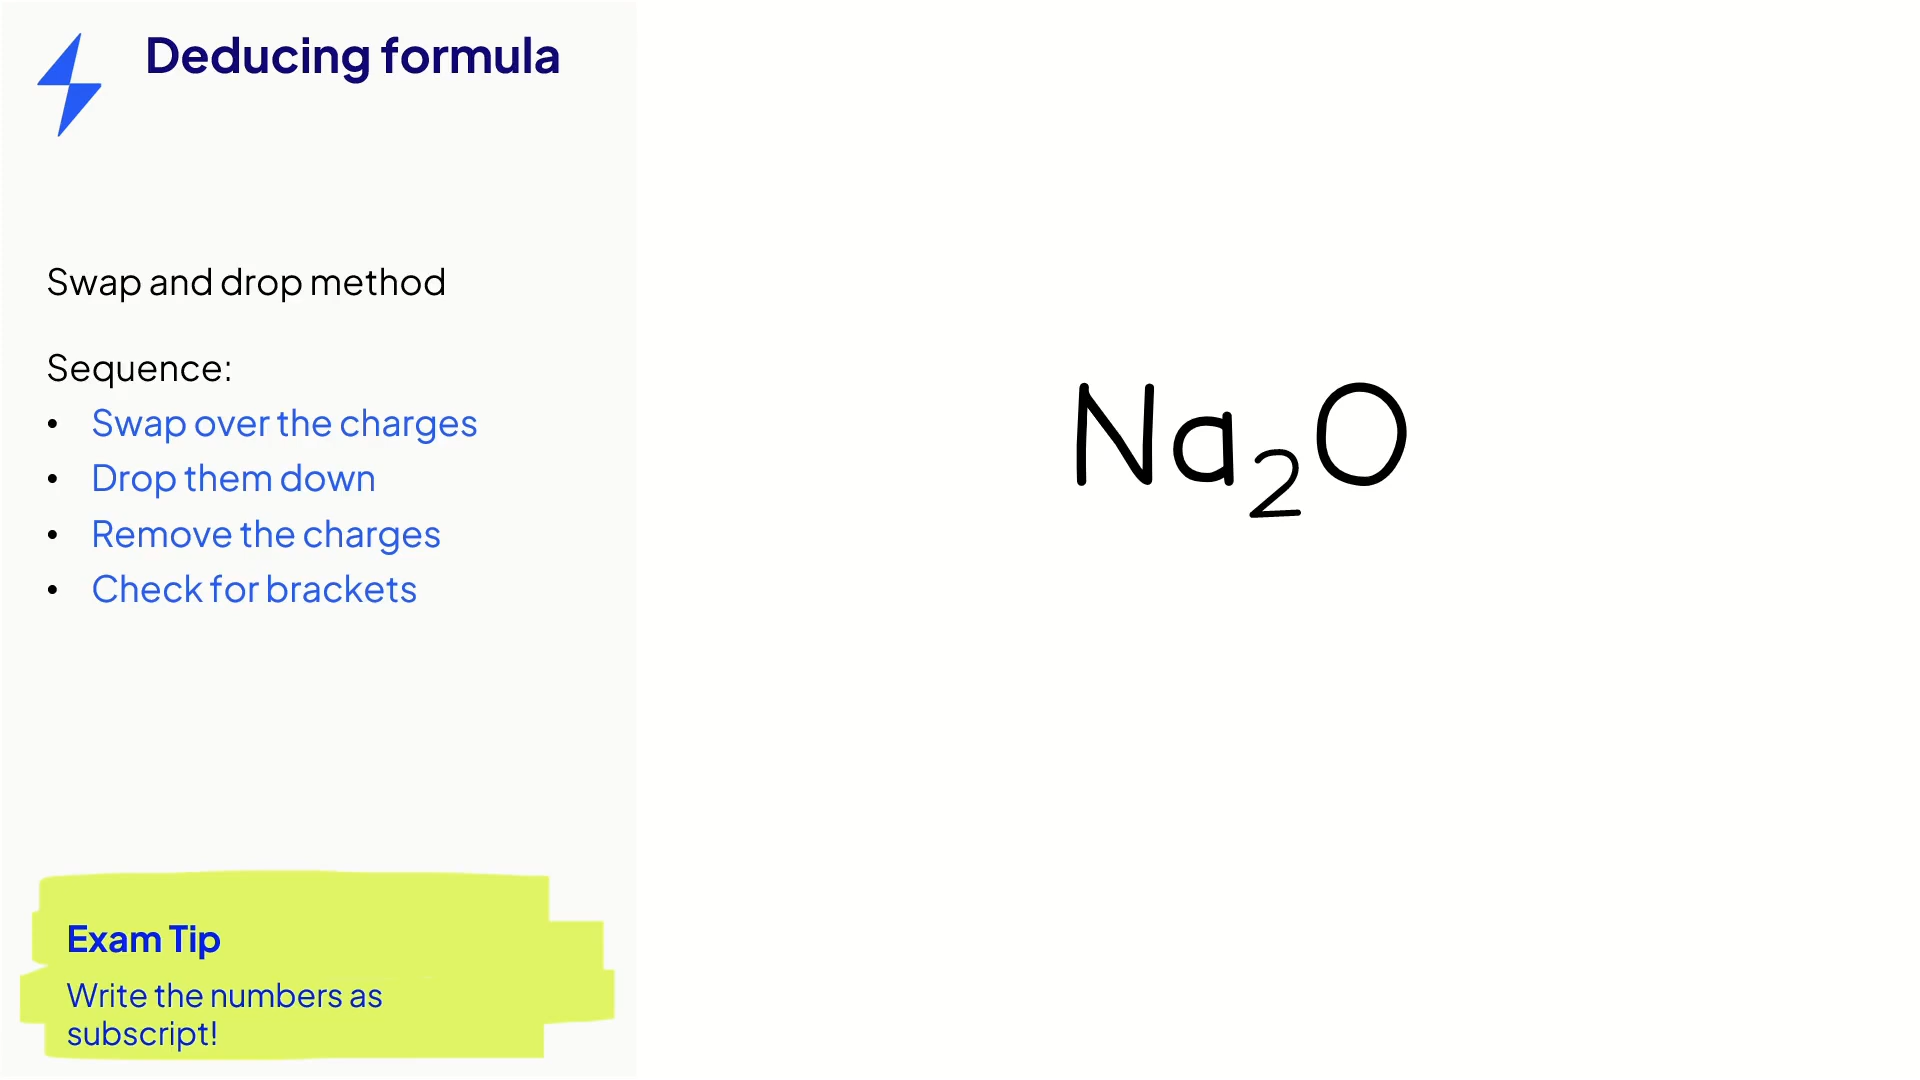 Deducing formula
Swap and drop method
Sequence:
• Swap over the charges
• Drop them down
• Remove the charges
• Check for brackets
Na₂O
Exam Tip
Write the numbers as
subscript!